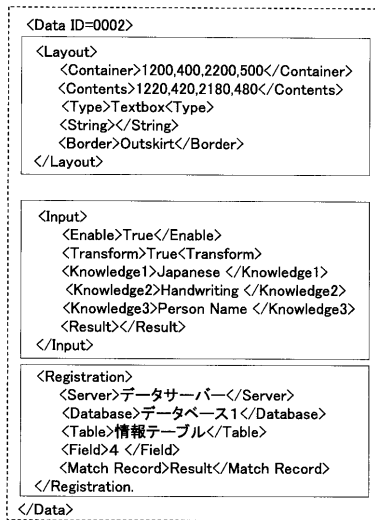 <Data ID=0002>
<Layout>
<Container>1200,400,2200,500</Container>
<Contents>1220,420,2180,480</Contents>
<Type>Textbox<Type>
<String></String>
<Border>Outskirt</Border>
</Layout>
<Input>
<Enable>True</Enable>
<Transform>True<Transform>
<Knowledge1>Japanese </Knowledge1>
<Knowledge2>Handwriting </Knowledge2>
<Knowledge3>Person Name </Knowledge3>
<Result></Result>
</Input>
<Registration>
<Server>データサーバー</Server>
<Database>データベース1</Database>
<Table>情報テーブル</Table>
<Field>4 </Field>
<Match Record>Result</Match Record>
</Registration.
</Data>